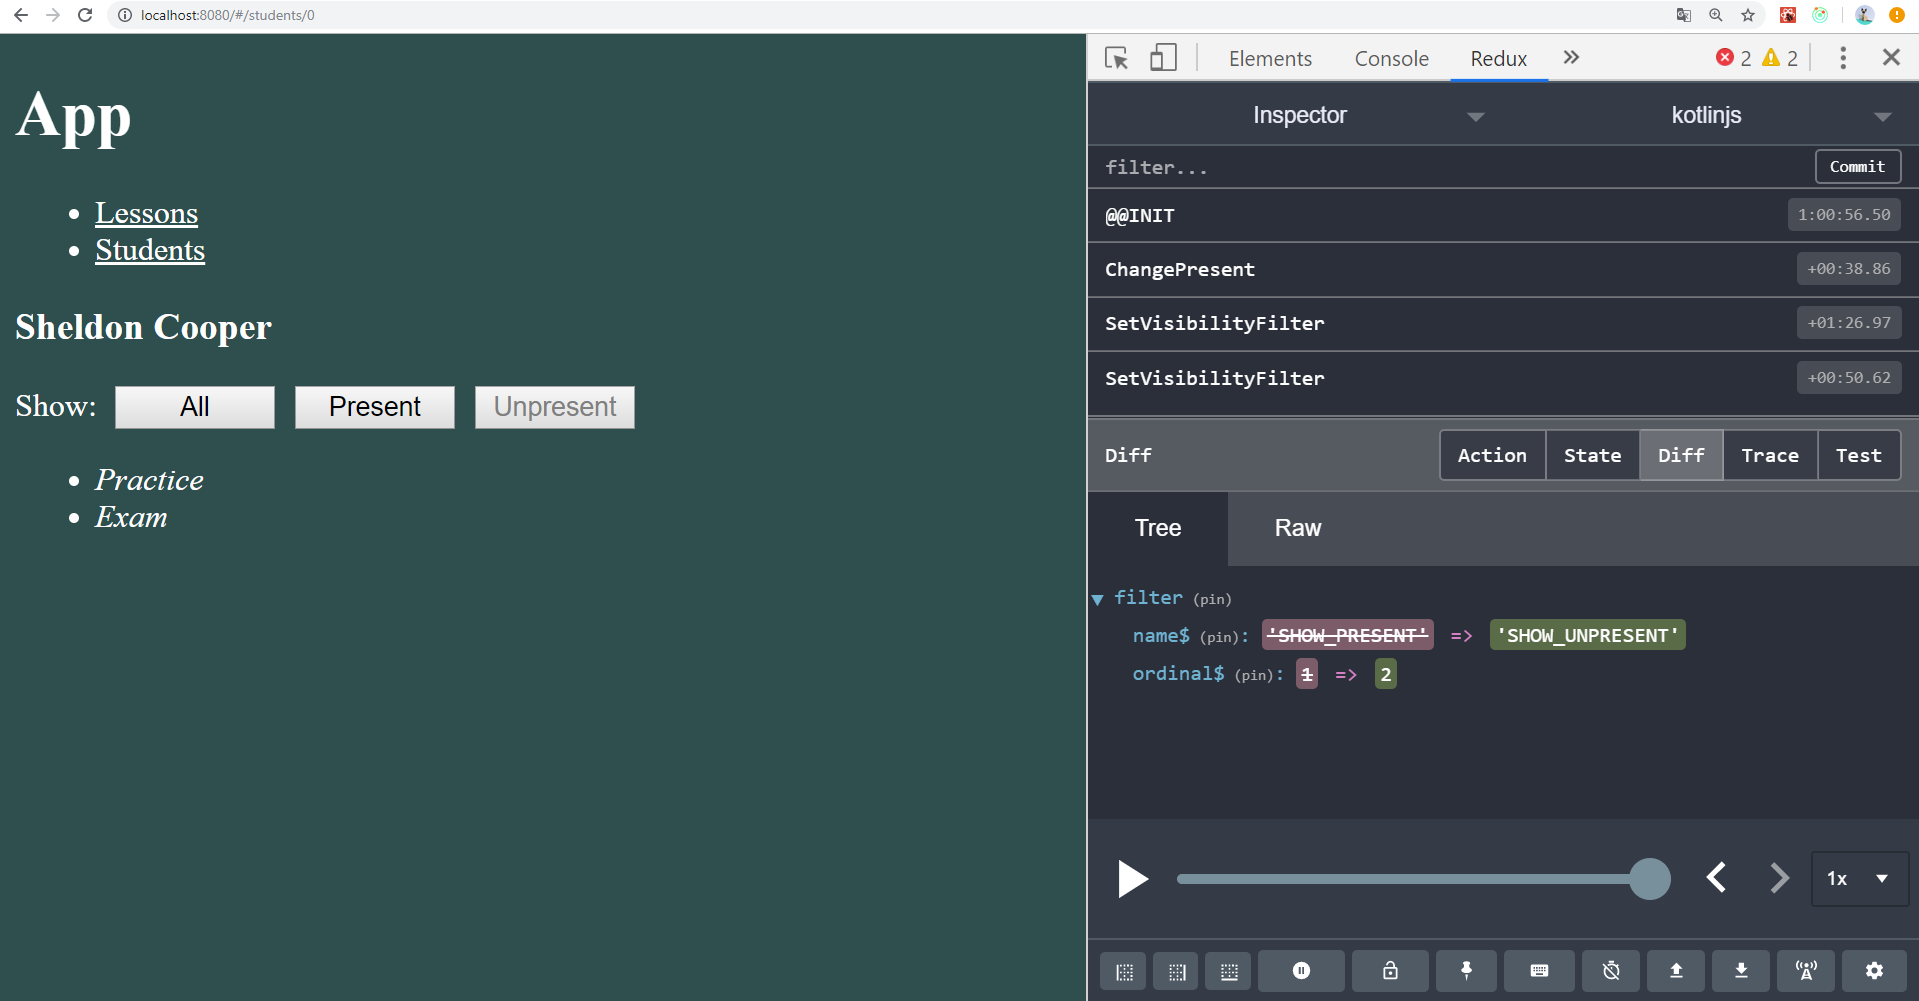 localhost:8080/#/students/0
App
Lessons
Students
Sheldon Cooper
Show: All Present Unpresent
Practice
Exam
Elements Console Redux 2 2
Inspector kotlinjs
filter... Commit
@@INIT 1:00:56.50
ChangePresent +00:38.86
SetVisibilityFilter +01:26.97
SetVisibilityFilter +00:50.62
Diff Action State Diff Trace Test
Tree Raw
filter (pin)
name$ (pin): 'SHOW_PRESENT' => 'SHOW_UNPRESENT'
ordinal$ (pin): 1 => 2
1x